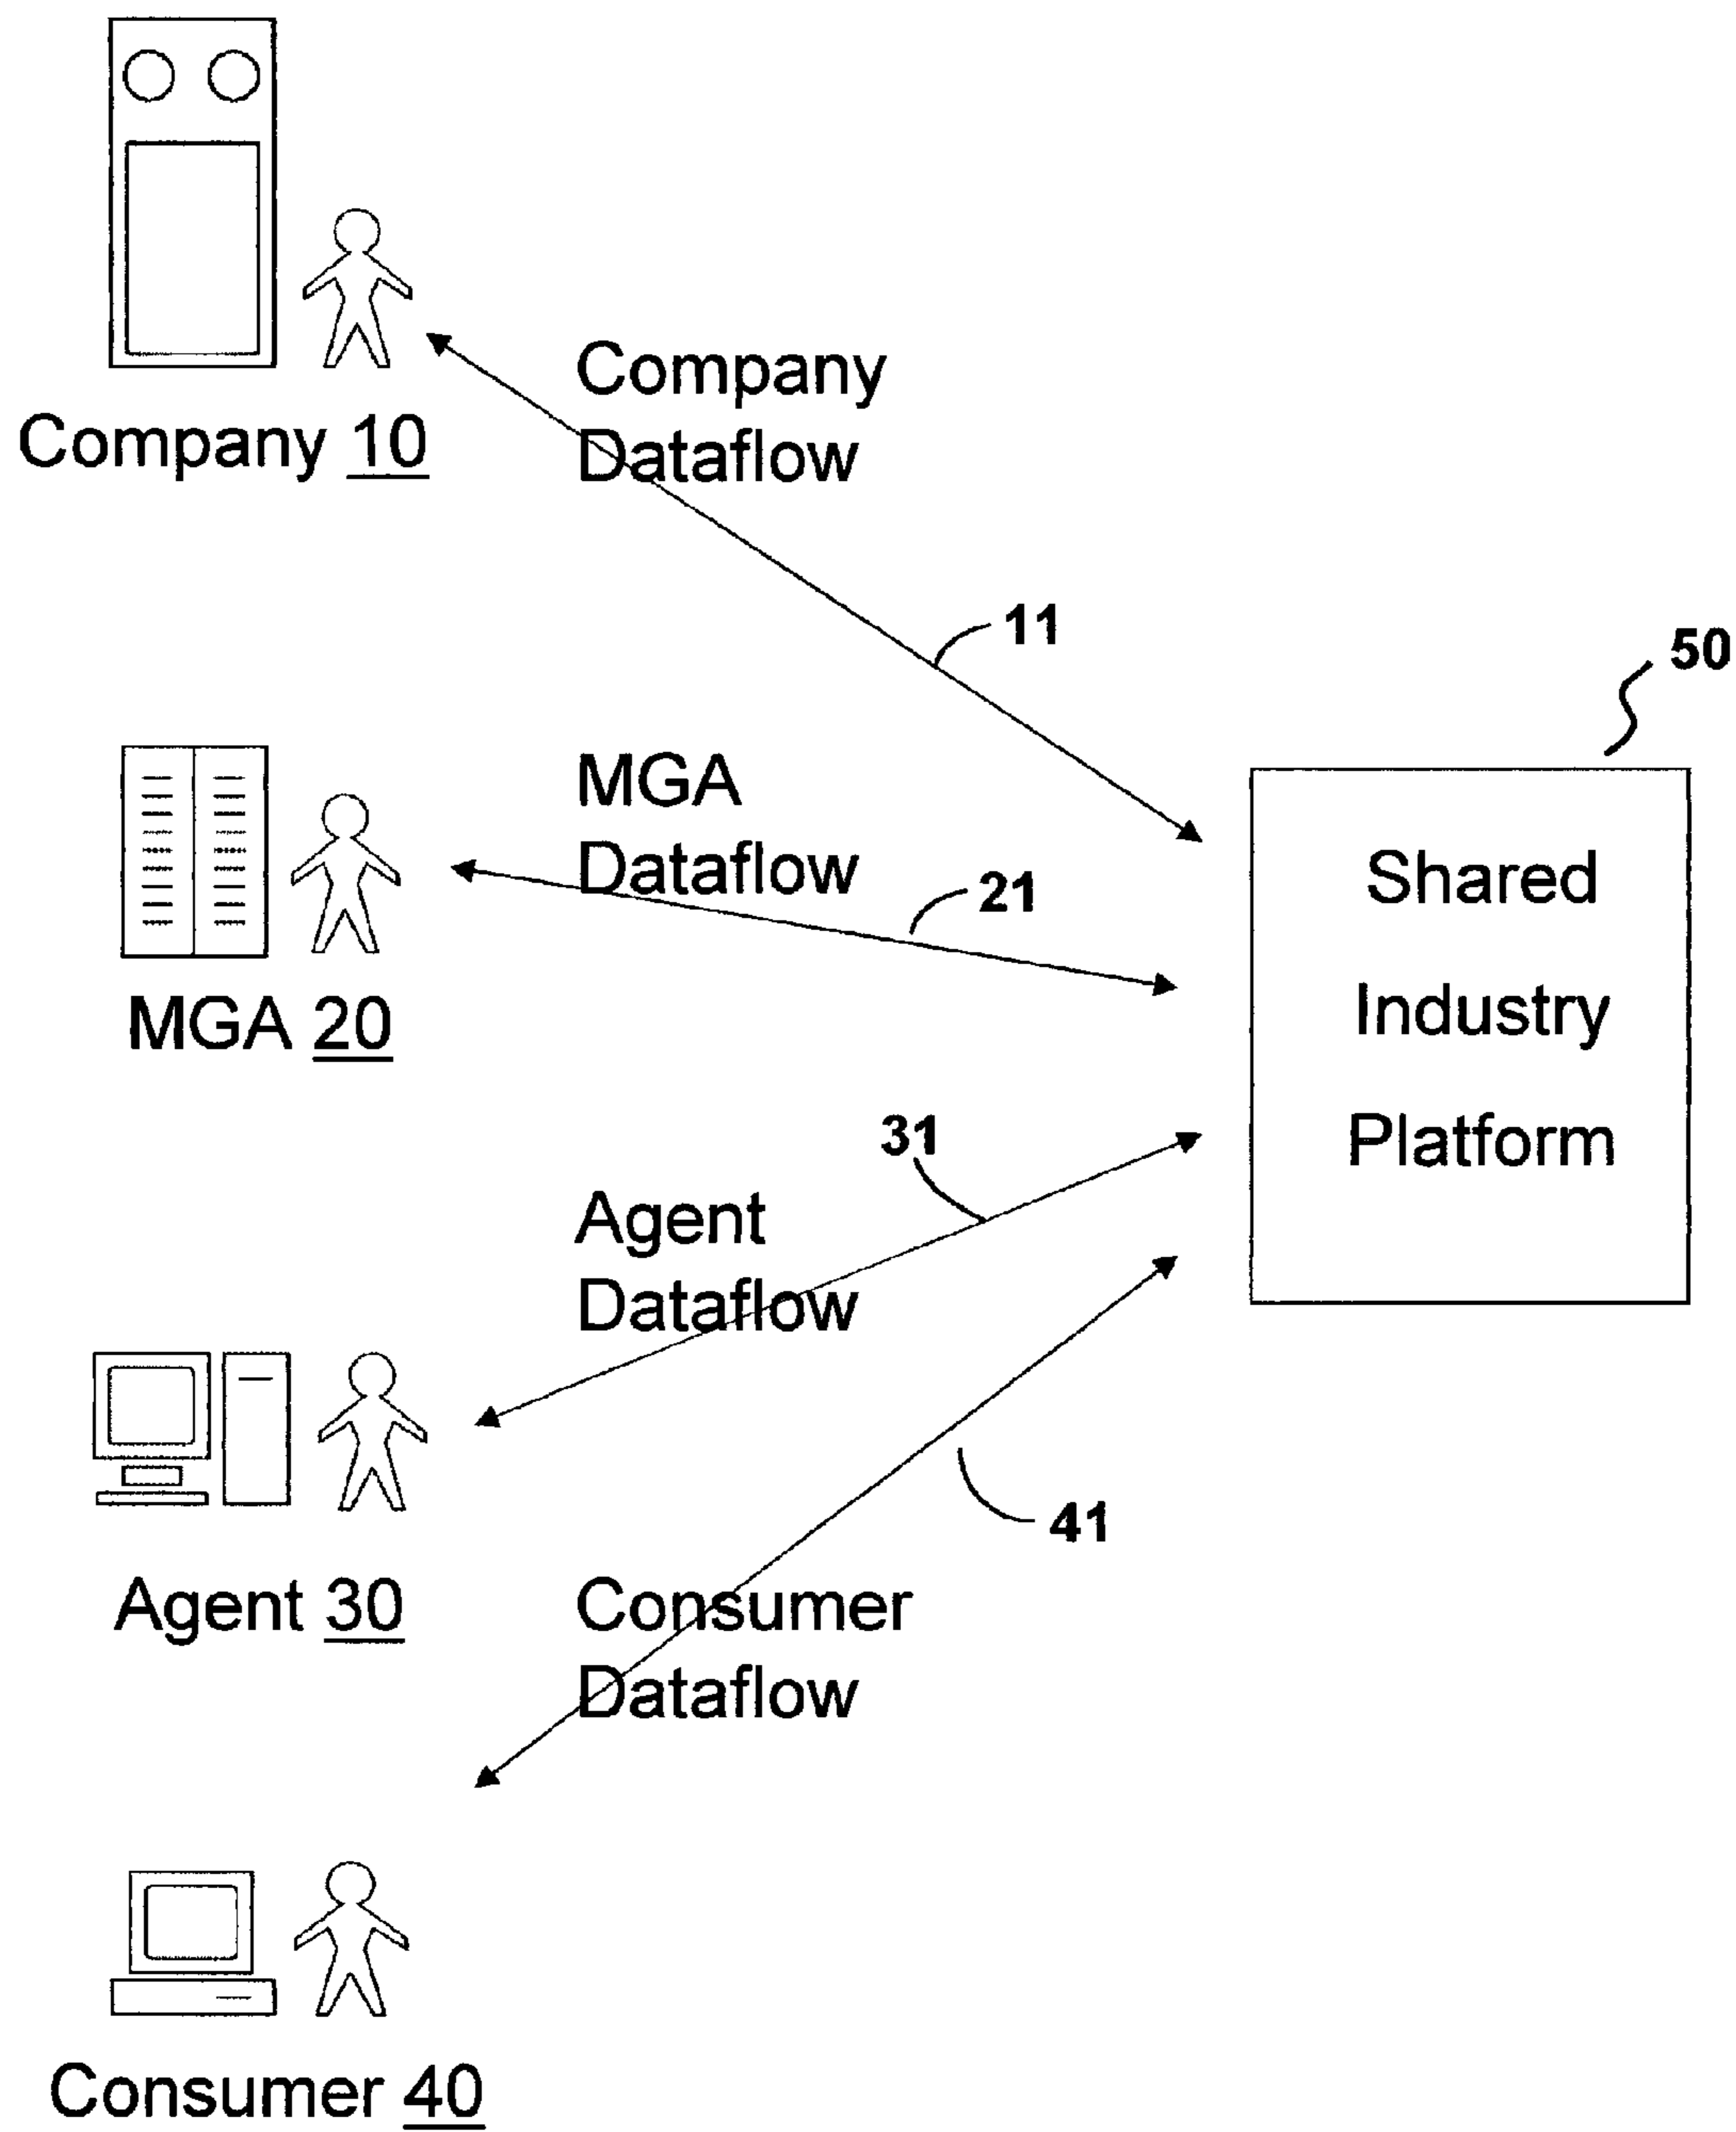 Company
Dataflow
Company 10
11
50
MGA
Dataflow
21
MGA 20
Shared
Industry
Platform
31
Agent
Dataflow
41
Agent 30
Consumer
Dataflow
Consumer 40